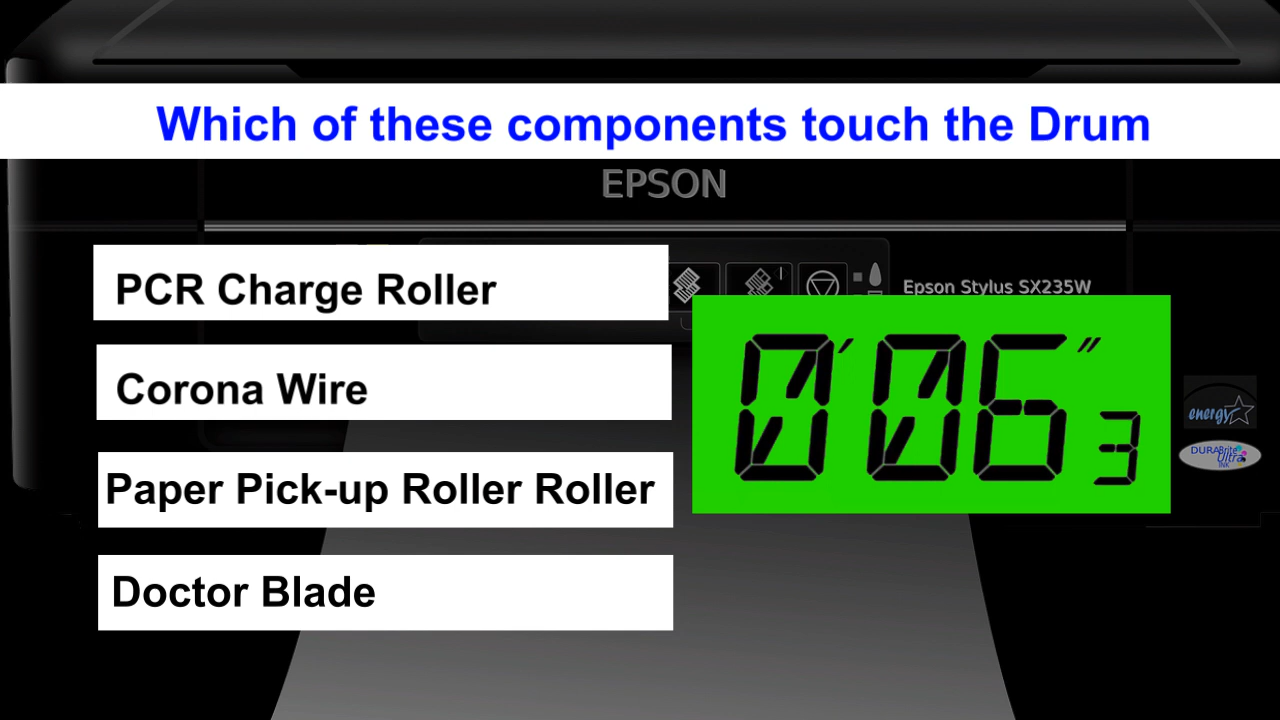 Which of these components touch the Drum
EPSON
PCR Charge Roller
Epson Stylus SX235W
0'06"3
Corona Wire
energy
DURABrite
Ultra
INK
Paper Pick-up Roller Roller
Doctor Blade